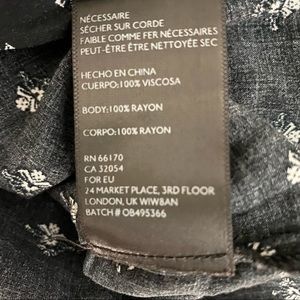 NÉCESSAIRE
SÉCHER SUR CORDE
FAIBLE COMME FER NÉCESSAIRES
PEUT-ÊTRE ÊTRE NETTOYÉE SEC
HECHO EN CHINA
CUERPO:100% VISCOSA
BODY:100% RAYON
CORPO:100% RAYON
RN 66170
CA 32054
FOR EU
24 MARKET PLACE, 3RD FLOOR
LONDON, UK WIW8AN
BATCH # 08495366